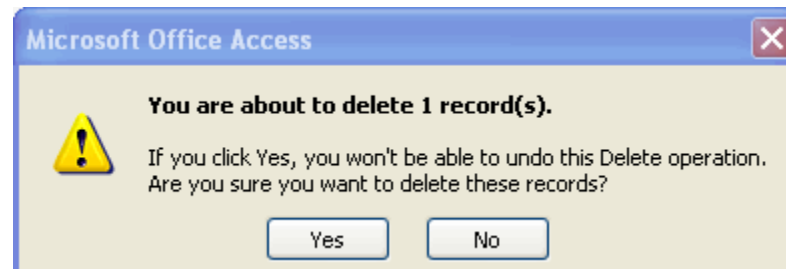 Microsoft Office Access
You are about to delete 1 record(s).
If you click Yes, you won't be able to undo this Delete operation.
Are you sure you want to delete these records?
Yes No